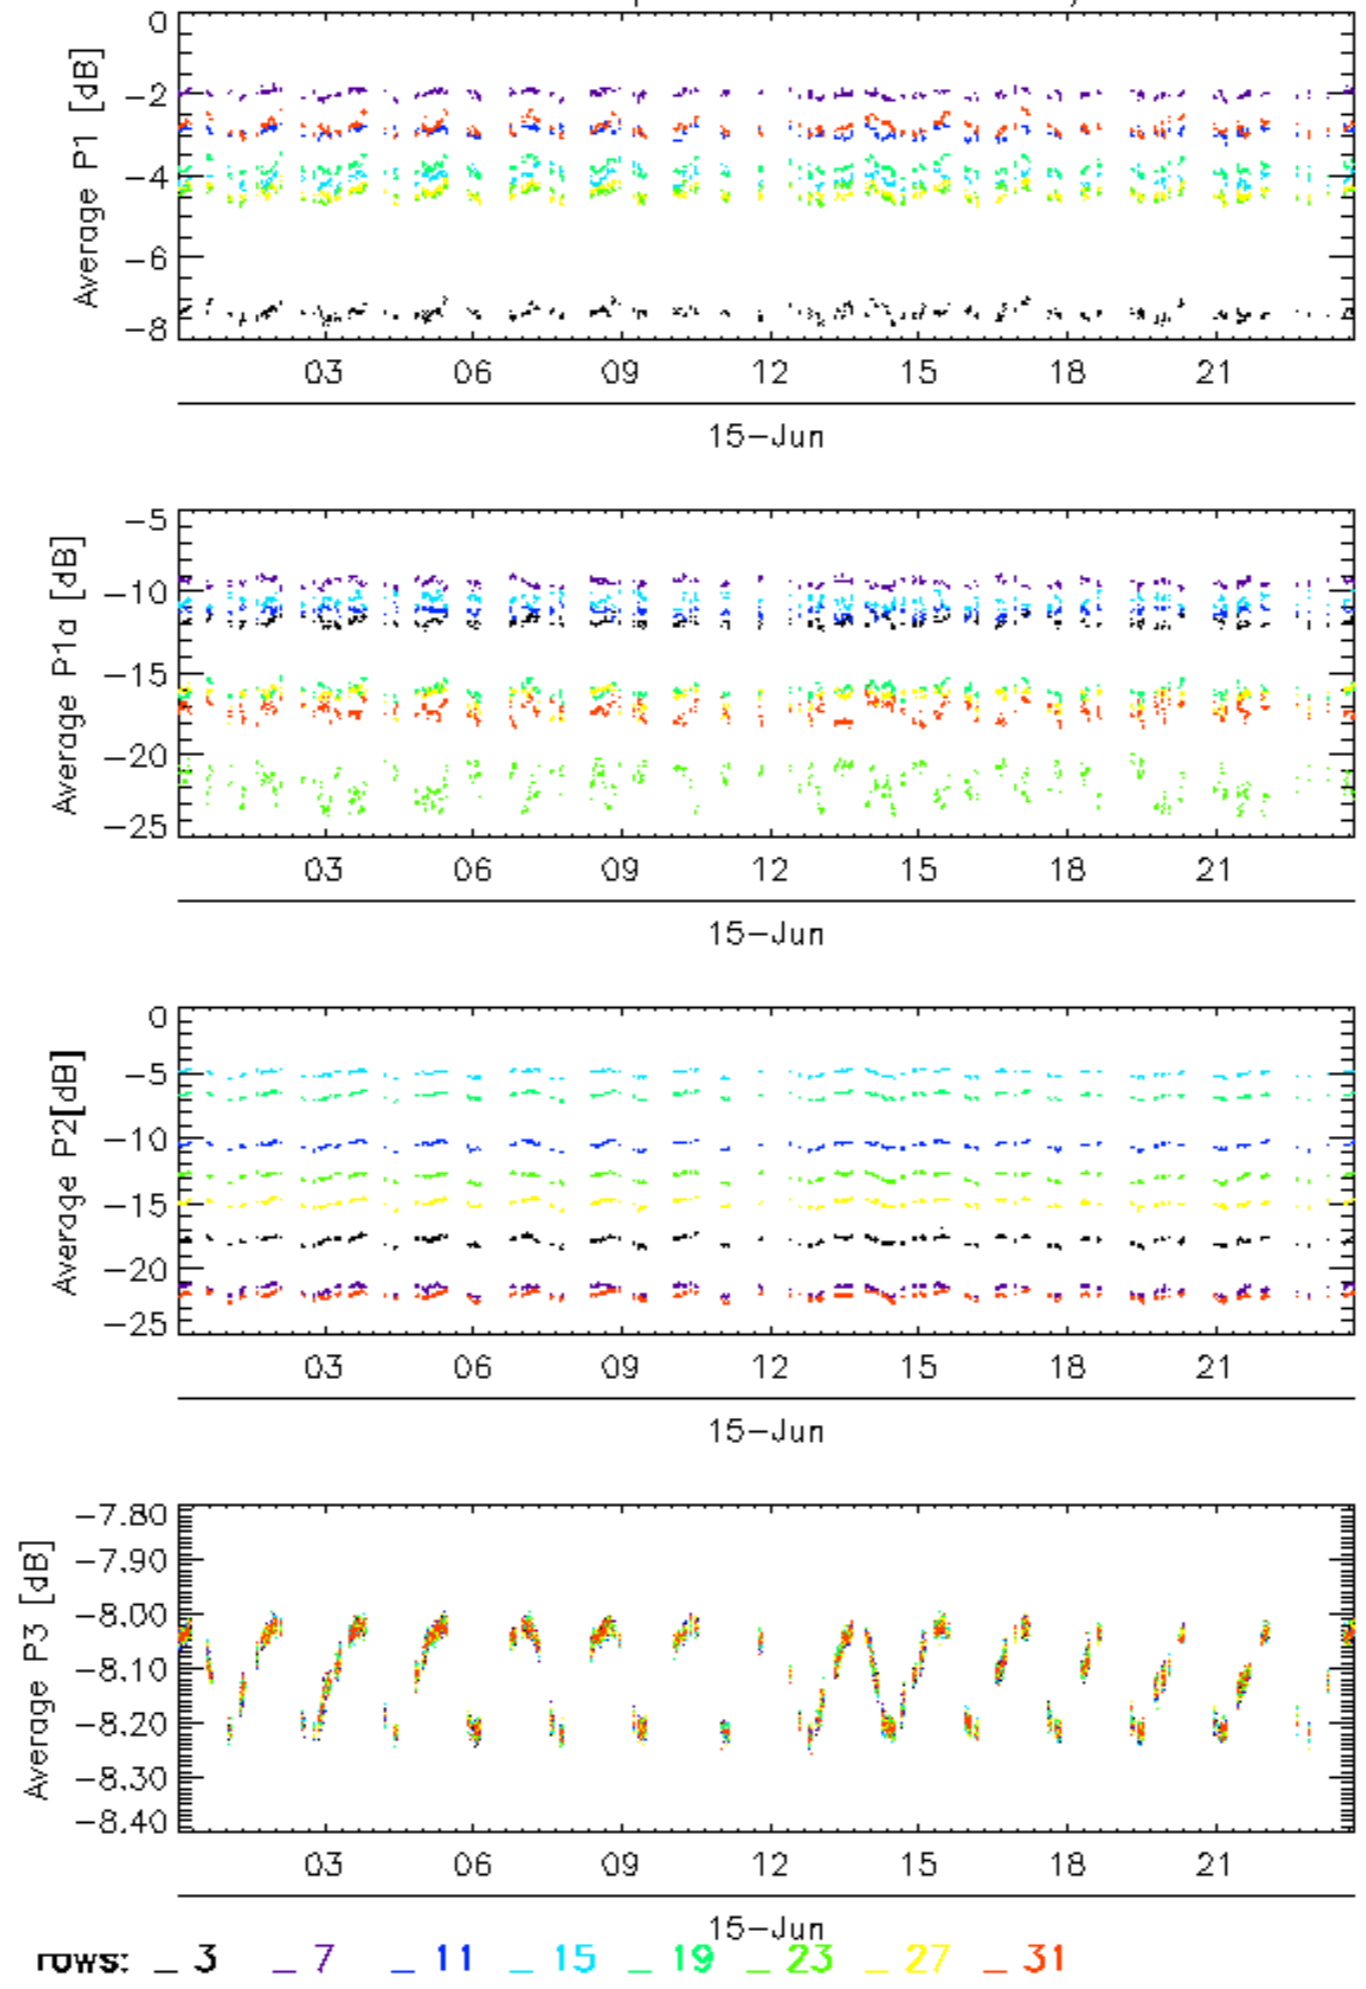 0
-2
-4
-6
-8
Average P1 [dB]
03 06 09 12 15 18 21
15-Jun
-5
-10
-15
-20
-25
Average P1a [dB]
03 06 09 12 15 18 21
15-Jun
0
-5
-10
-15
-20
-25
Average P2[dB]
03 06 09 12 15 18 21
15-Jun
-7.80
-7.90
-8.00
-8.10
-8.20
-8.30
-8.40
Average P3 [dB]
03 06 09 12 15 18 21
15-Jun
rows: _ 3 _ 7 _ 11 _ 15 _ 19 _ 23 _ 27 _ 31